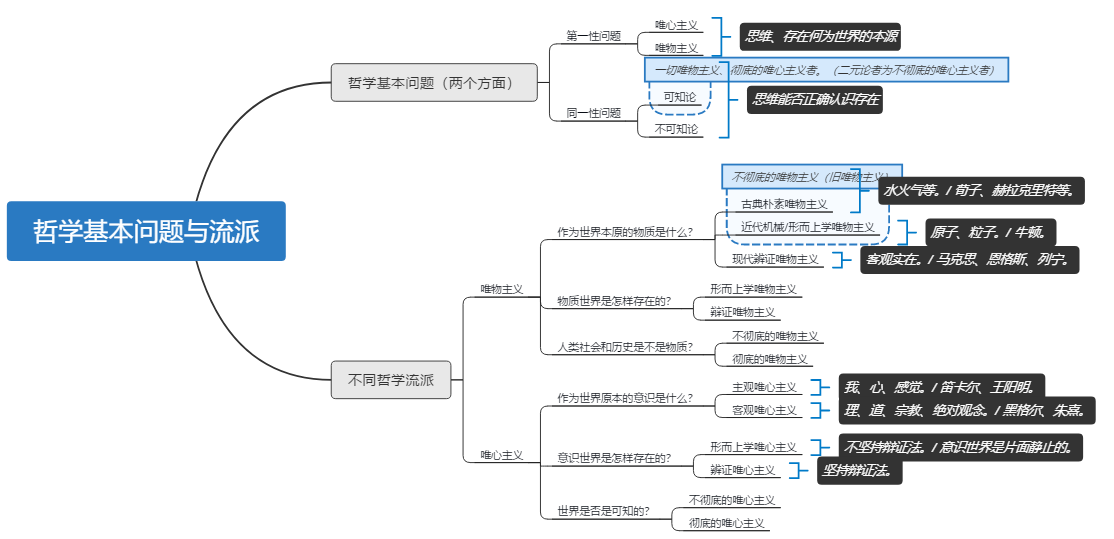 哲学基本问题与流派
哲学基本问题（两个方面）
第一性问题
唯心主义
唯物主义
思维、存在何为世界的本源
一切唯物主义、彻底的唯心主义者。（二元论者为不彻底的唯心主义者）
同一性问题
可知论
不可知论
思维能否正确认识存在
不同哲学流派
唯物主义
作为世界本原的物质是什么?
不彻底的唯物主义（旧唯物主义）
古典朴素唯物主义
水火气等。/ 荀子、赫拉克里特等。
近代机械/形而上学唯物主义
原子、粒子。/ 牛顿。
现代辨证唯物主义
客观实在。/ 马克思、恩格斯、列宁。
物质世界是怎样存在的?
形而上学唯物主义
辩证唯物主义
人类社会和历史是不是物质?
不彻底的唯物主义
彻底的唯物主义
唯心主义
作为世界原本的意识是什么?
主观唯心主义
我、心、感觉。/ 笛卡尔、王阳明。
客观唯心主义
理、道、宗教、绝对观念。/ 黑格尔、朱熹。
意识世界是怎样存在的?
形而上学唯心主义
不坚持辩证法。/ 意识世界是片面静止的。
辨证唯心主义
坚持辩证法。
世界是否是可知的?
不彻底的唯心主义
彻底的唯心主义